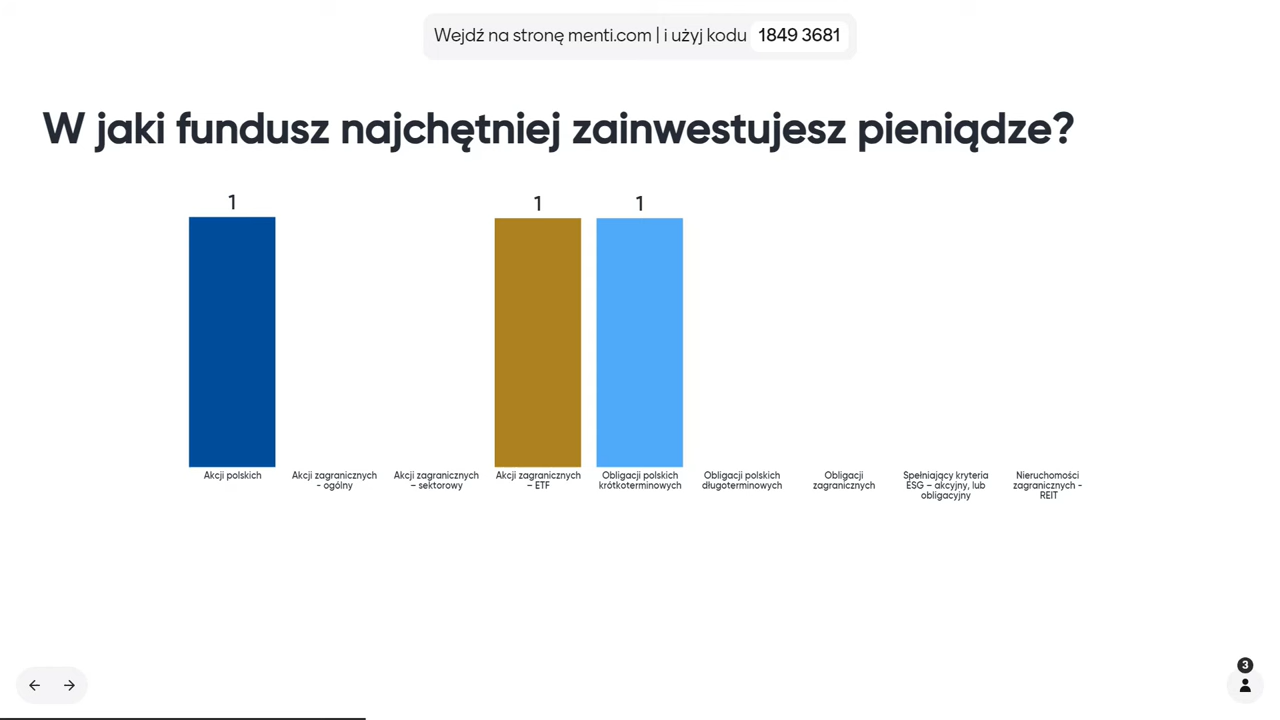 Wejdź na stronę menti.com | i użyj kodu 1849 3681
W jaki fundusz najchętniej zainwestujesz pieniądze?
1
1
1
Akcji polskich
Akcji zagranicznych
- ogólny
Akcji zagranicznych
– sektorowy
Akcji zagranicznych
– ETF
Obligacji polskich
krótkoterminowych
Obligacji polskich
długoterminowych
Obligacji
zagranicznych
Spełniający kryteria
ESG – akcyjny, lub
obligacyjny
Nieruchomości
zagranicznych -
REIT
3